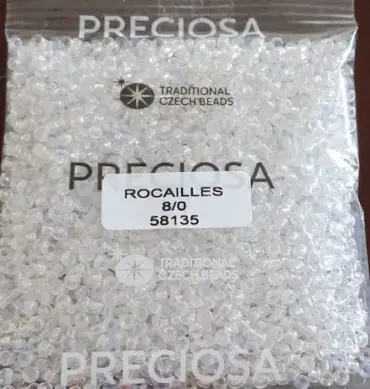 PRECIOSA
TRADITIONAL
CZECH BEADS
PRECIOSA
ROCAILLES
8/0
58135
TRADITIONAL
CZECH BEADS
PRECIOSA